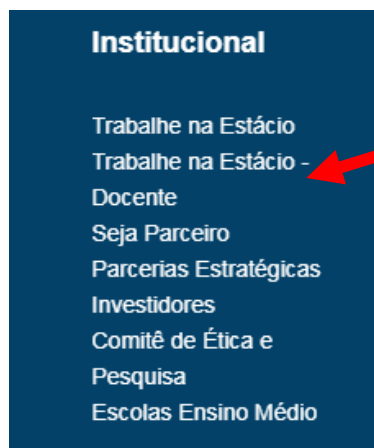 Institucional
Trabalhe na Estácio
Trabalhe na Estácio -
Docente
Seja Parceiro
Parcerias Estratégicas
Investidores
Comitê de Ética e
Pesquisa
Escolas Ensino Médio